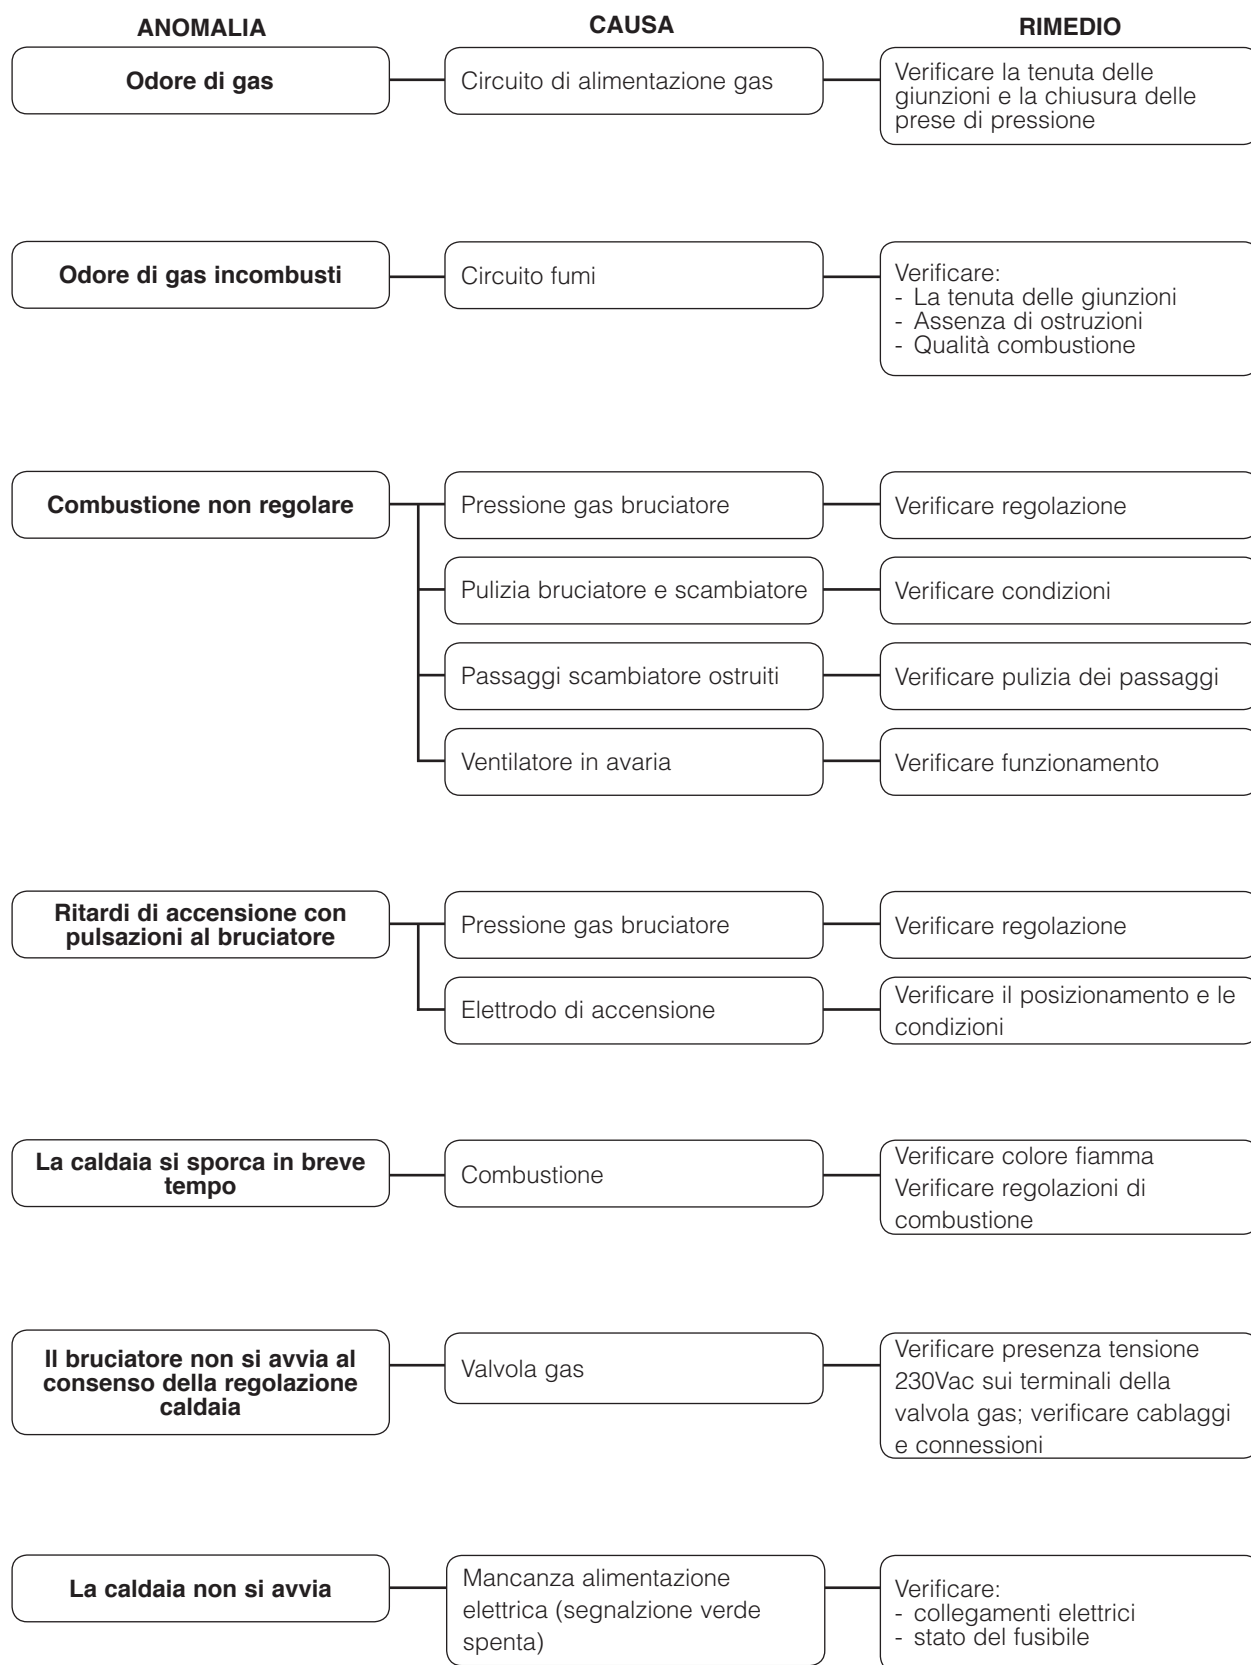 ANOMALIA
CAUSA
RIMEDIO
Odore di gas
Circuito di alimentazione gas
Verificare la tenuta delle
giunzioni e la chiusura delle
prese di pressione
Odore di gas incombusti
Circuito fumi
Verificare:
- La tenuta delle giunzioni
- Assenza di ostruzioni
- Qualità combustione
Combustione non regolare
Pressione gas bruciatore
Verificare regolazione
Pulizia bruciatore e scambiatore
Verificare condizioni
Passaggi scambiatore ostruiti
Verificare pulizia dei passaggi
Ventilatore in avaria
Verificare funzionamento
Ritardi di accensione con
pulsazioni al bruciatore
Pressione gas bruciatore
Verificare regolazione
Elettrodo di accensione
Verificare il posizionamento e le
condizioni
La caldaia si sporca in breve
tempo
Combustione
Verificare colore fiamma
Verificare regolazioni di
combustione
Il bruciatore non si avvia al
consenso della regolazione
caldaia
Valvola gas
Verificare presenza tensione
230Vac sui terminali della
valvola gas; verificare cablaggi
e connessioni
La caldaia non si avvia
Mancanza alimentazione
elettrica (segnalzione verde
spenta)
Verificare:
- collegamenti elettrici
- stato del fusibile